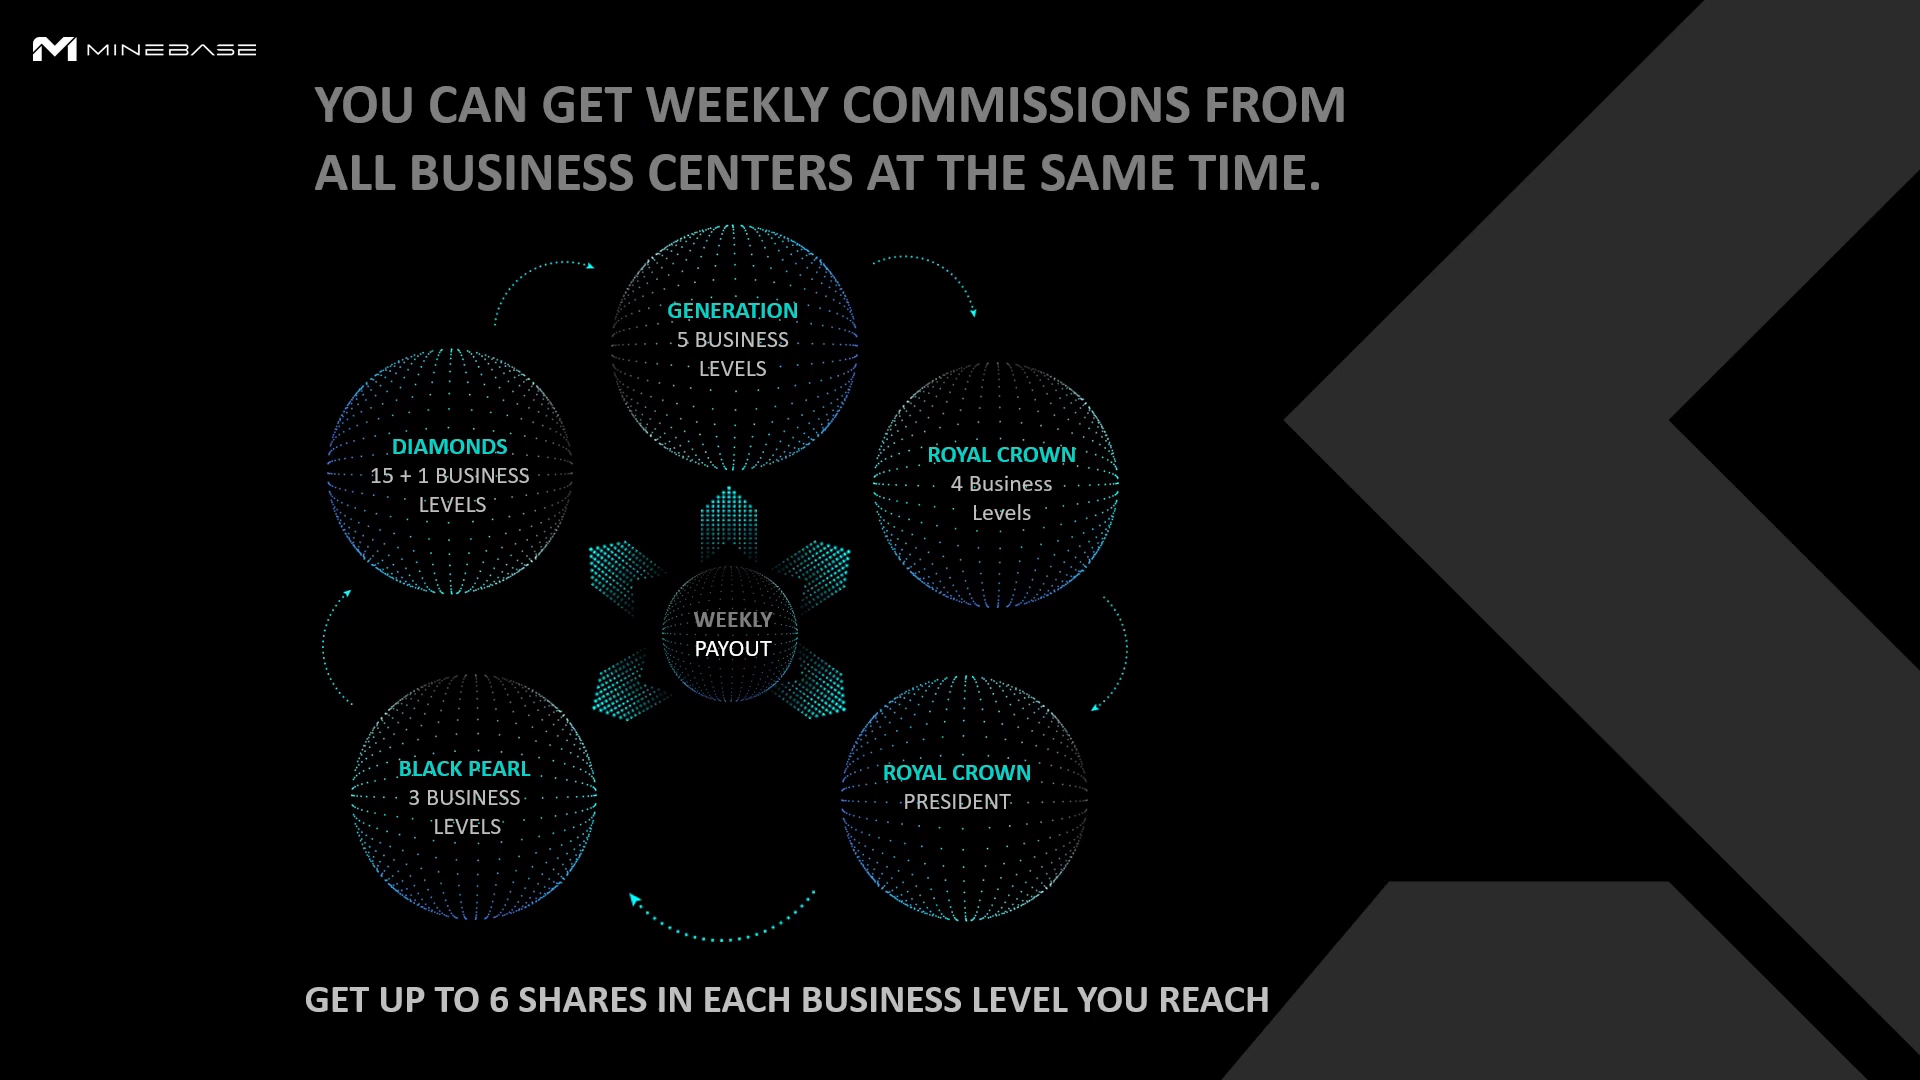 MINEBASE
YOU CAN GET WEEKLY COMMISSIONS FROM
ALL BUSINESS CENTERS AT THE SAME TIME.
GENERATION
5 BUSINESS
LEVELS
DIAMONDS
15 + 1 BUSINESS
LEVELS
ROYAL CROWN
4 Business
Levels
WEEKLY
PAYOUT
BLACK PEARL
3 BUSINESS
LEVELS
ROYAL CROWN
PRESIDENT
GET UP TO 6 SHARES IN EACH BUSINESS LEVEL YOU REACH